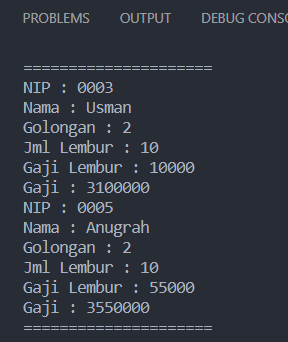 PROBLEMS OUTPUT DEBUG CONS
=====================
NIP : 0003
Nama : Usman
Golongan : 2
Jml Lembur : 10
Gaji Lembur : 10000
Gaji : 3100000
NIP : 0005
Nama : Anugrah
Golongan : 2
Jml Lembur : 10
Gaji Lembur : 55000
Gaji : 3550000
=====================